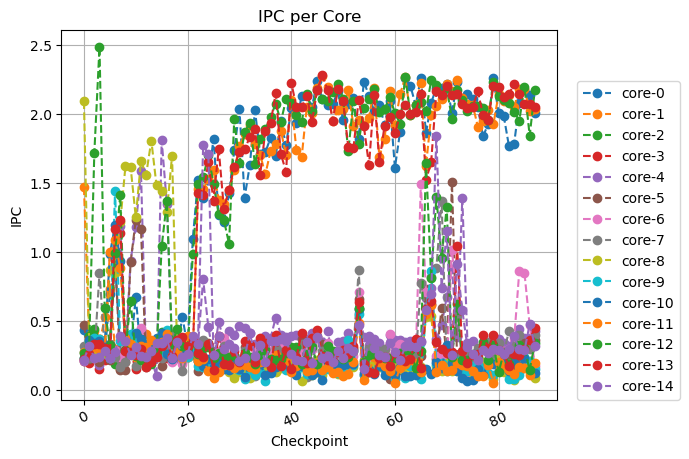 IPC per Core
IPC
2.5
2.0
1.5
1.0
0.5
0.0
0
20
40
60
80
Checkpoint
core-0
core-1
core-2
core-3
core-4
core-5
core-6
core-7
core-8
core-9
core-10
core-11
core-12
core-13
core-14